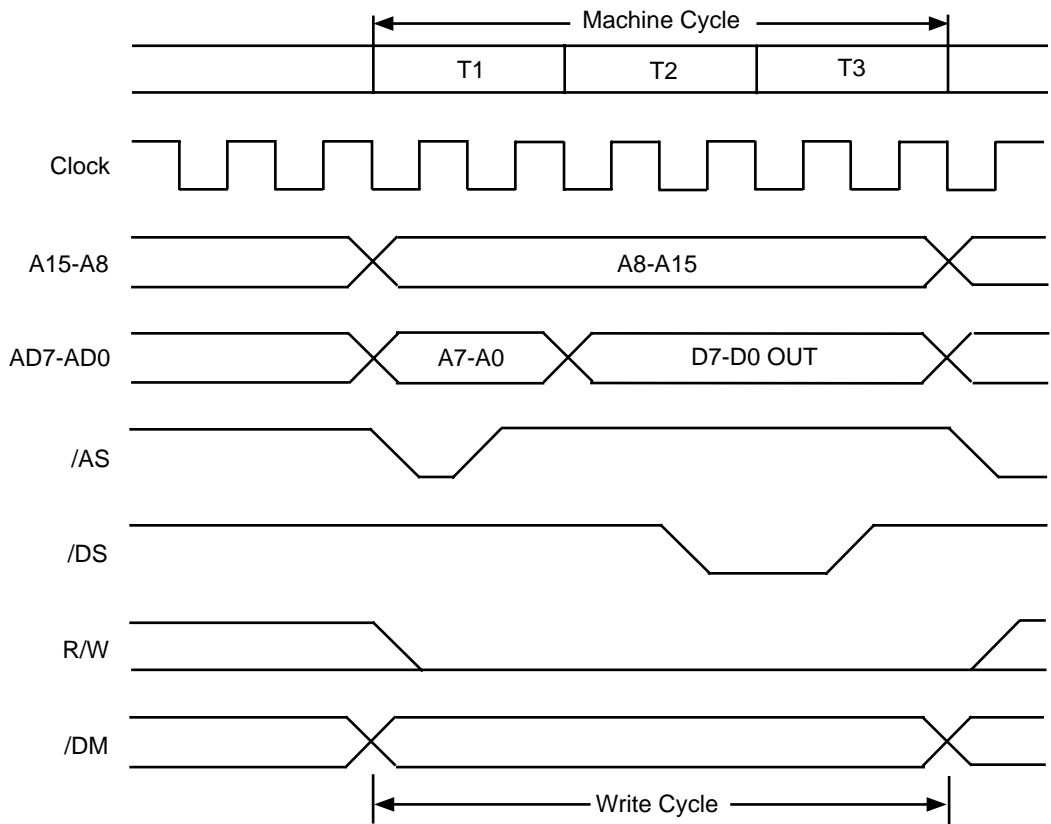 Machine Cycle
T1 T2 T3
Clock
A15-A8 A8-A15
AD7-AD0 A7-A0 D7-D0 OUT
/AS
/DS
R/W
/DM
Write Cycle